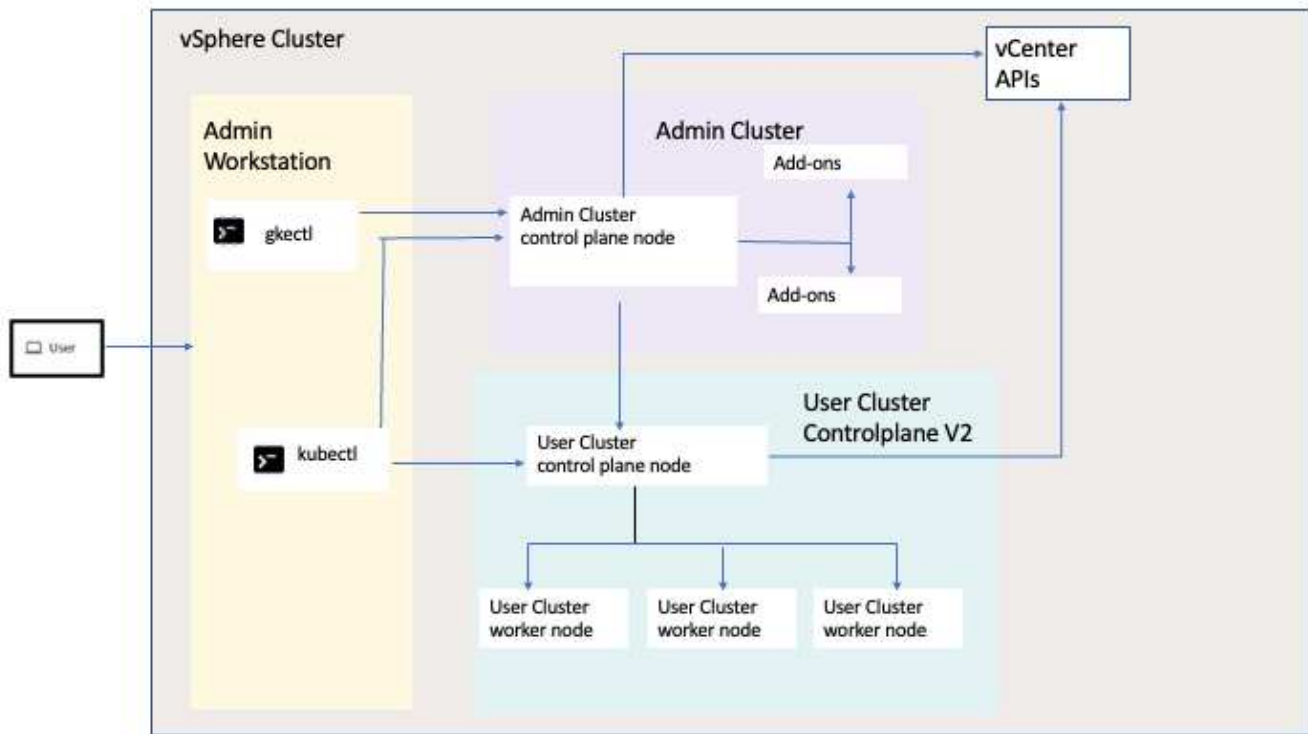 vSphere Cluster
vCenter
APIs
Admin
Workstation
Admin Cluster
Add-ons
gkectl
Admin Cluster
control plane node
Add-ons
User
User Cluster
Controlplane V2
kubectl
User Cluster
control plane node
User Cluster
worker node
User Cluster
worker node
User Cluster
worker node